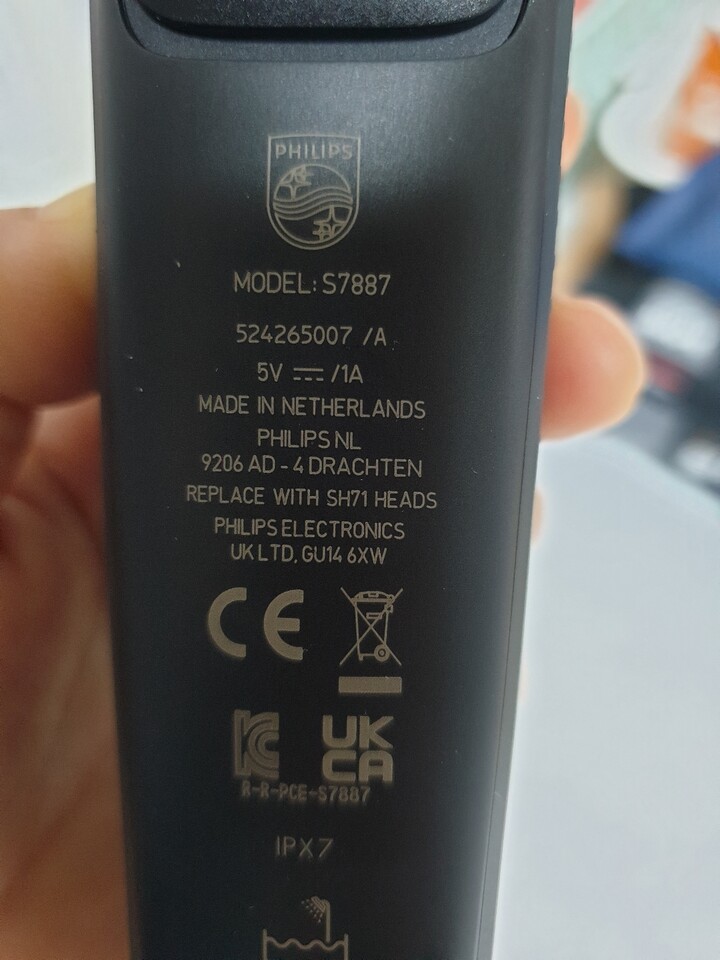 PHILIPS
MODEL: S7887
524265007 /A
5V ⎓ /1A
MADE IN NETHERLANDS
PHILIPS NL
9206 AD - 4 DRACHTEN
REPLACE WITH SH71 HEADS
PHILIPS ELECTRONICS
UK LTD, GU14 6XW
CE
KC UK
CA
R-R-PCE-S7887
IPX7